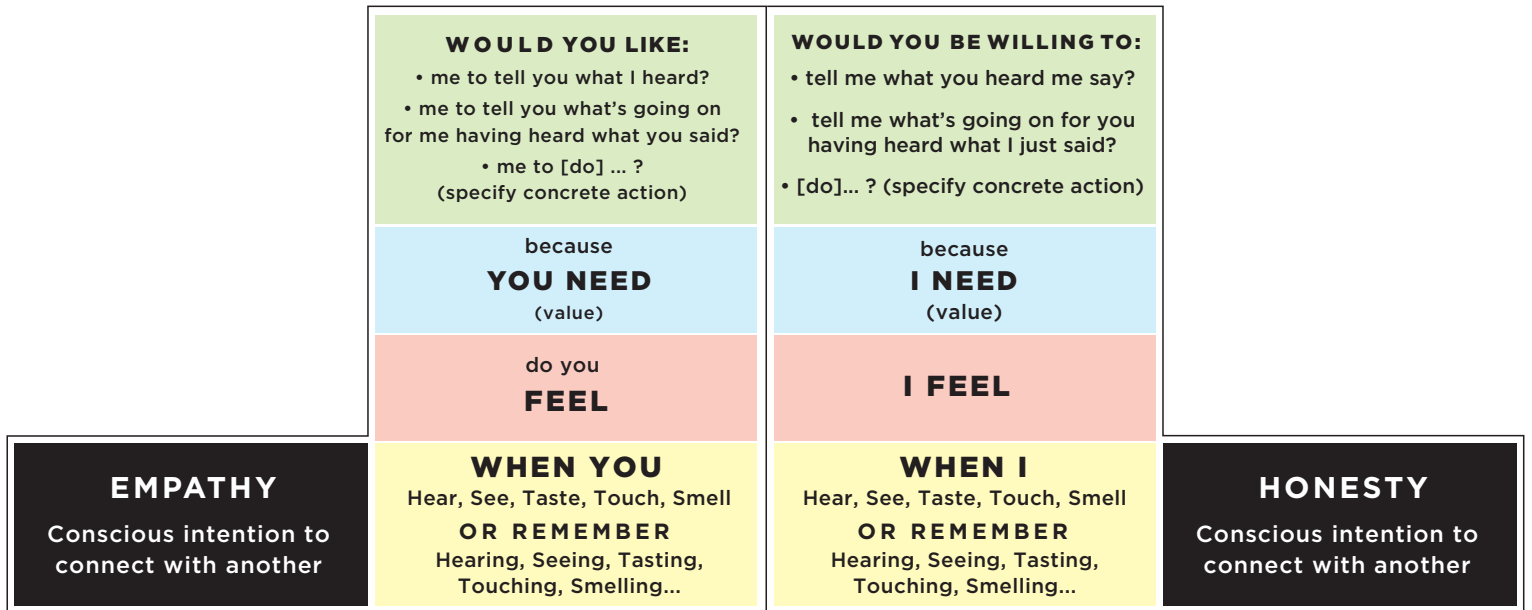 WOULD YOU LIKE:
• me to tell you what I heard?
• me to tell you what's going on
for me having heard what you said?
• me to [do] ... ?
(specify concrete action)
because
YOU NEED
(value)
do you
FEEL
WHEN YOU
Hear, See, Taste, Touch, Smell
OR REMEMBER
Hearing, Seeing, Tasting,
Touching, Smelling...
EMPATHY
Conscious intention to
connect with another
WOULD YOU BE WILLING TO:
• tell me what you heard me say?
• tell me what's going on for you
having heard what I just said?
• [do]... ? (specify concrete action)
because
I NEED
(value)
I FEEL
WHEN I
Hear, See, Taste, Touch, Smell
OR REMEMBER
Hearing, Seeing, Tasting,
Touching, Smelling...
HONESTY
Conscious intention to
connect with another